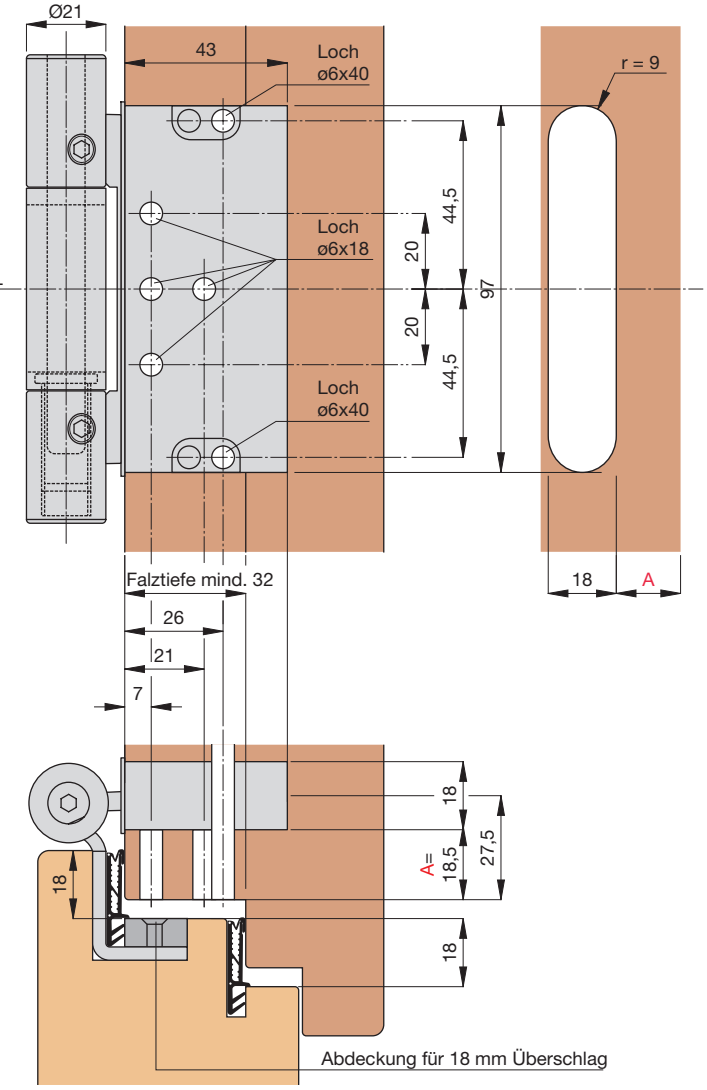 Ø21
43
Loch
ø6x40
r = 9
44,5
20
Loch
ø6x18
97
20
44,5
Loch
ø6x40
Falztiefe mind. 32
18
A
26
21
7
18
A=
18,5
27,5
18
18
Abdeckung für 18 mm Überschlag